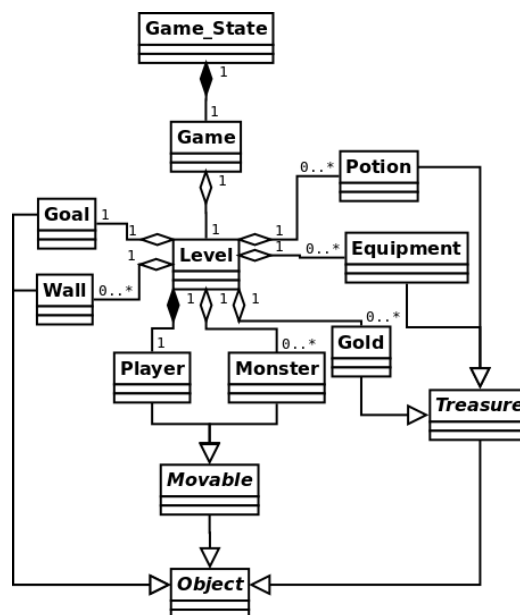 Game_State
1
1
Game
1
1
0..*
Potion
Goal
1
1
1
Level
1
0..*
Equipment
Wall
0..*
1
1
1
1
1
Player
0..*
Monster
0..*
Gold
Treasure
Movable
Object